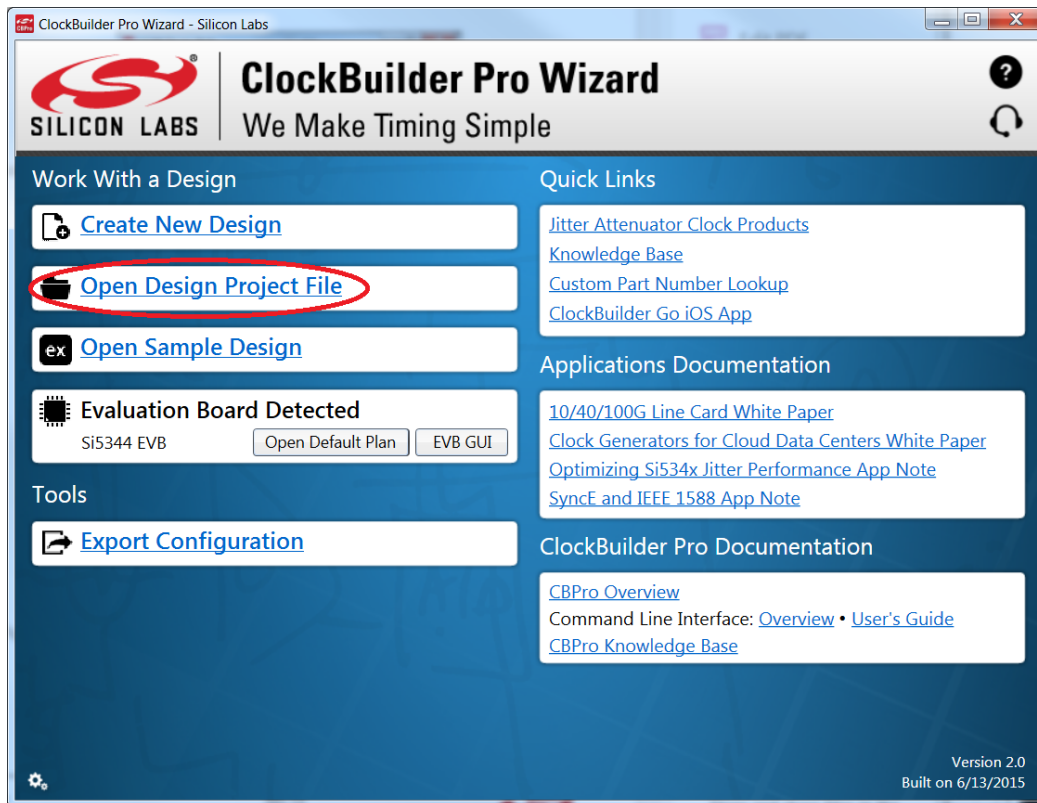 ClockBuilder Pro Wizard - Silicon Labs
SILICON LABS
ClockBuilder Pro Wizard
We Make Timing Simple
?
Work With a Design
Create New Design
Open Design Project File
ex Open Sample Design
Evaluation Board Detected
Si5344 EVB Open Default Plan EVB GUI
Tools
Export Configuration
Quick Links
Jitter Attenuator Clock Products
Knowledge Base
Custom Part Number Lookup
ClockBuilder Go iOS App
Applications Documentation
10/40/100G Line Card White Paper
Clock Generators for Cloud Data Centers White Paper
Optimizing Si534x Jitter Performance App Note
SyncE and IEEE 1588 App Note
ClockBuilder Pro Documentation
CBPro Overview
Command Line Interface: Overview • User's Guide
CBPro Knowledge Base
Version 2.0
Built on 6/13/2015